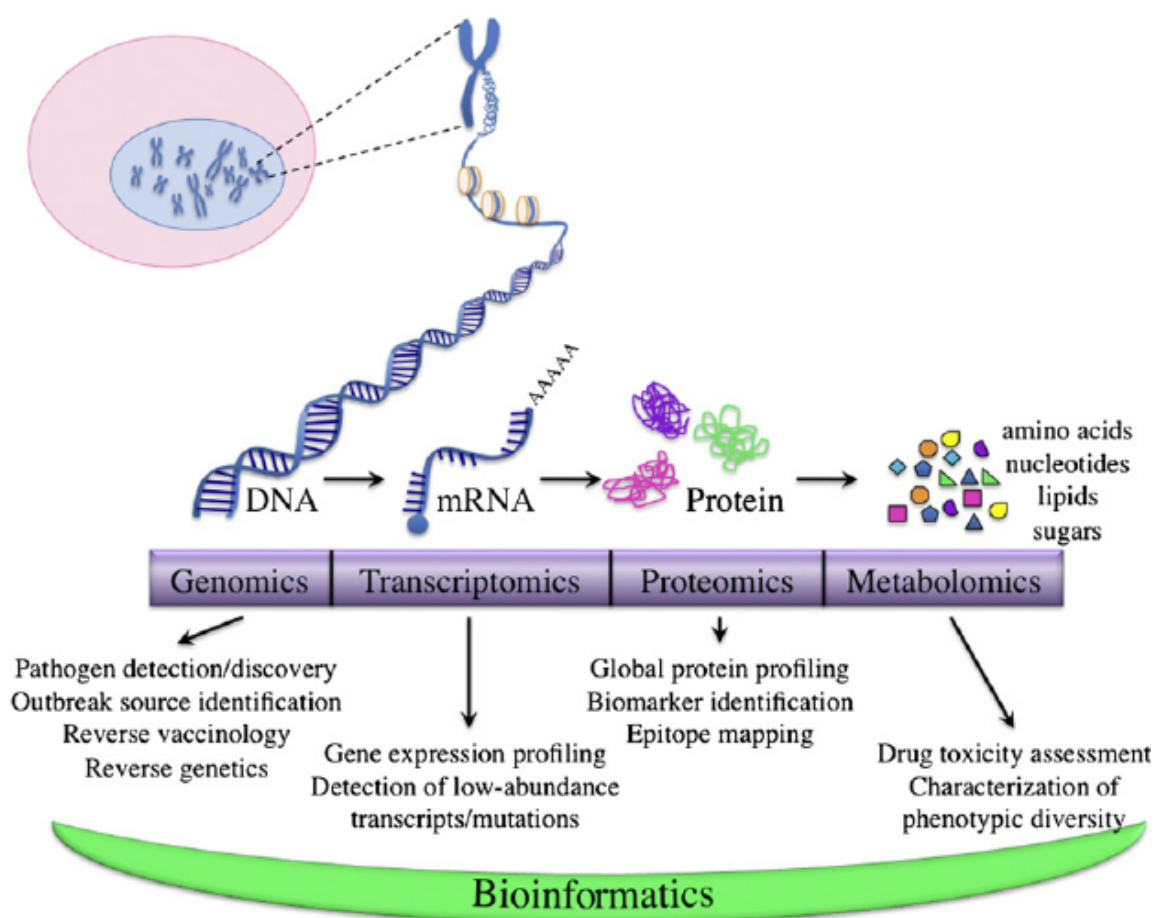 AAAAA
DNA
mRNA
Protein
amino acids
nucleotides
lipids
sugars
Genomics
Transcriptomics
Proteomics
Metabolomics
Pathogen detection/discovery
Outbreak source identification
Reverse vaccinology
Reverse genetics
Gene expression profiling
Detection of low-abundance
transcripts/mutations
Global protein profiling
Biomarker identification
Epitope mapping
Drug toxicity assessment
Characterization of
phenotypic diversity
Bioinformatics